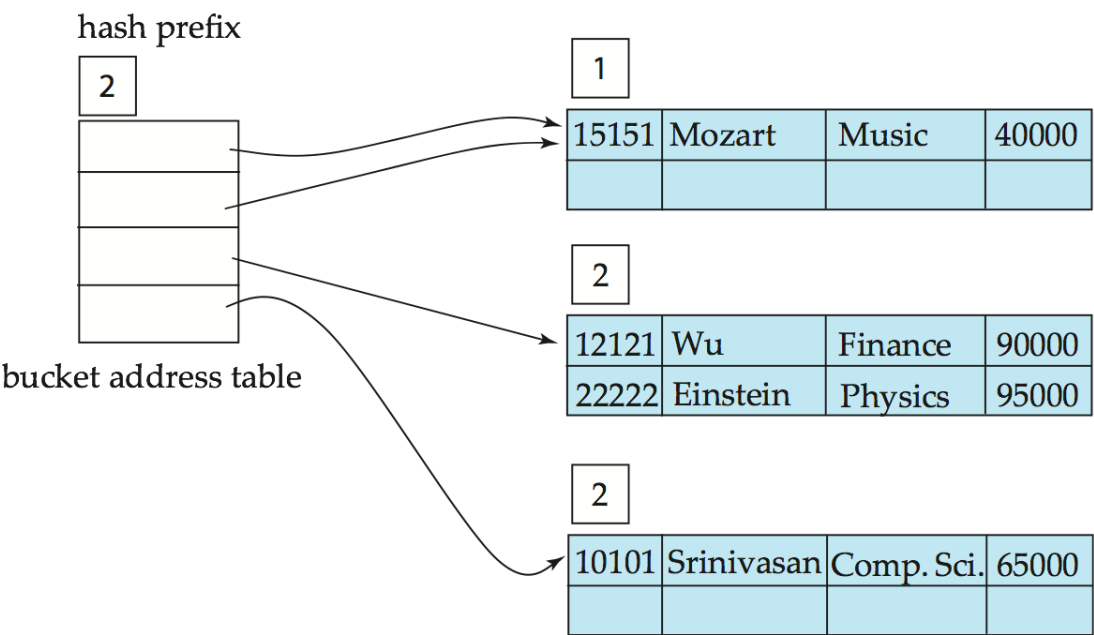 hash prefix
2
bucket address table
1
15151 Mozart Music 40000
2
12121 Wu Finance 90000
22222 Einstein Physics 95000
2
10101 Srinivasan Comp. Sci. 65000